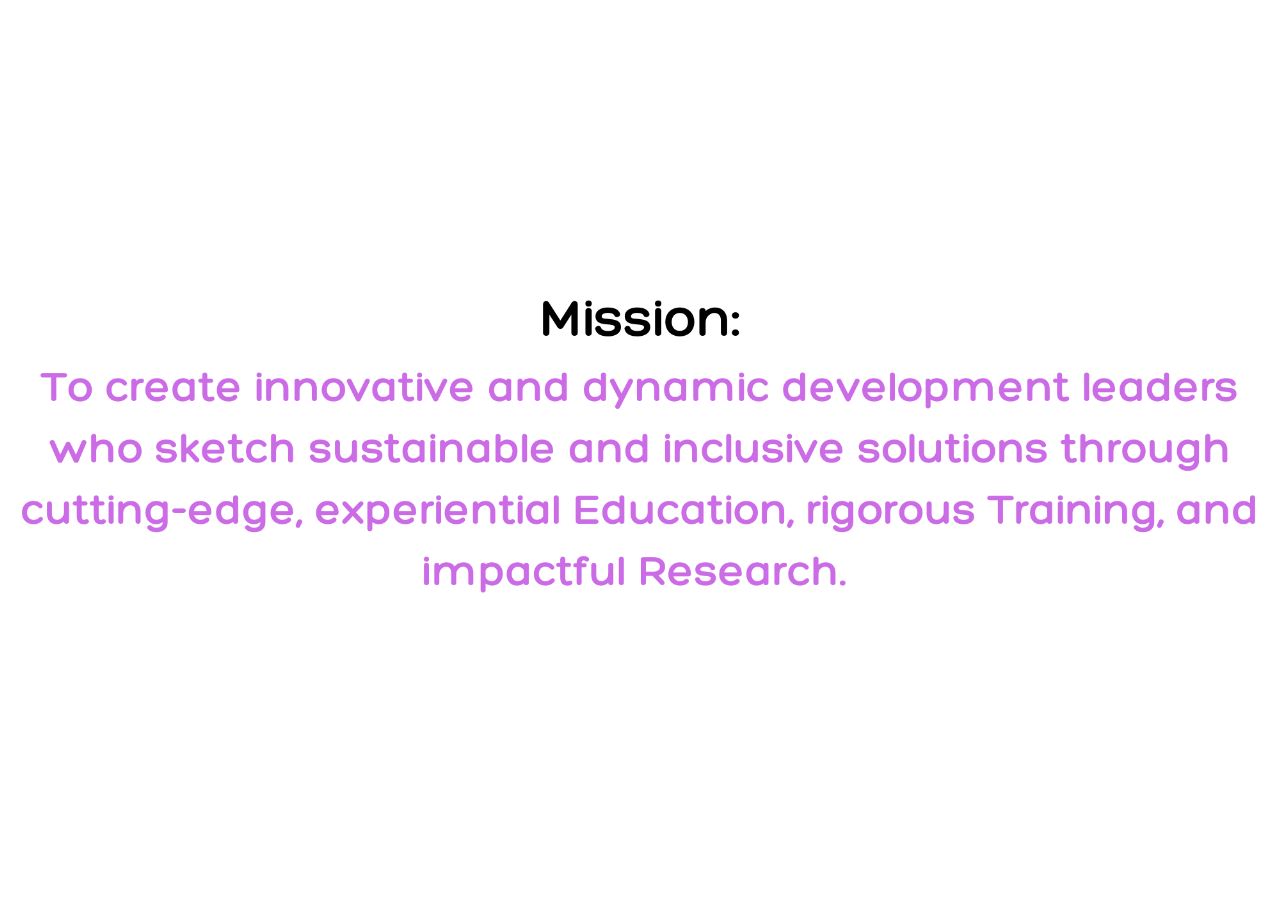 Mission:
To create innovative and dynamic development leaders
who sketch sustainable and inclusive solutions through
cutting-edge, experiential Education, rigorous Training, and
impactful Research.